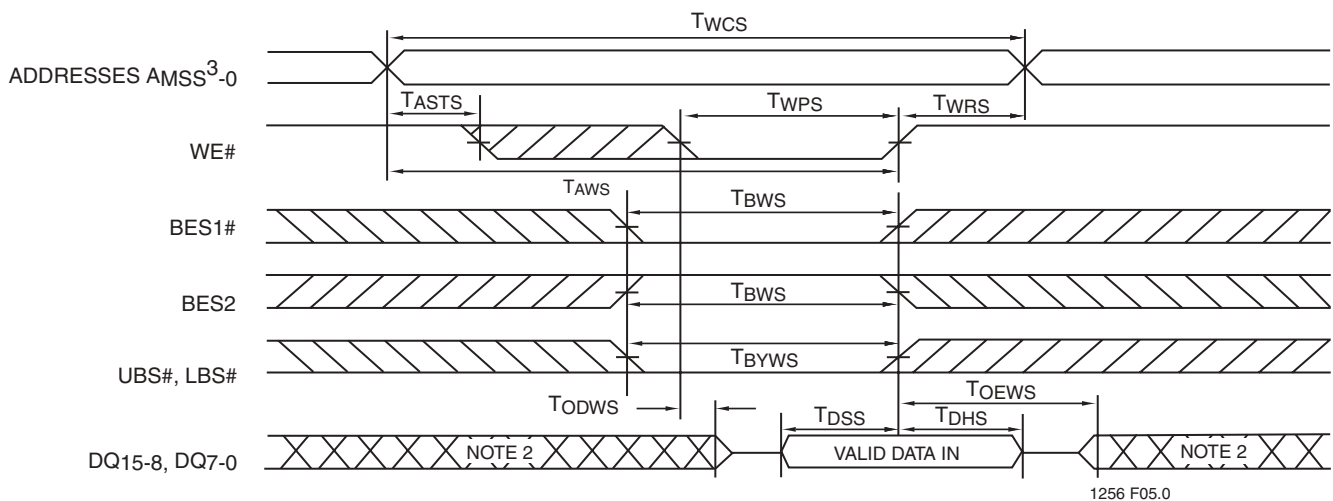 TWCS
ADDRESSES AMSS3-0
TASTS
TWPS
TWRS
WE#
TAWS
TBWS
BES1#
TBWS
BES2
TBYWS
UBS#, LBS#
TODWS
TOEWS
TDSS
TDHS
DQ15-8, DQ7-0
NOTE 2
VALID DATA IN
NOTE 2
1256 F05.0